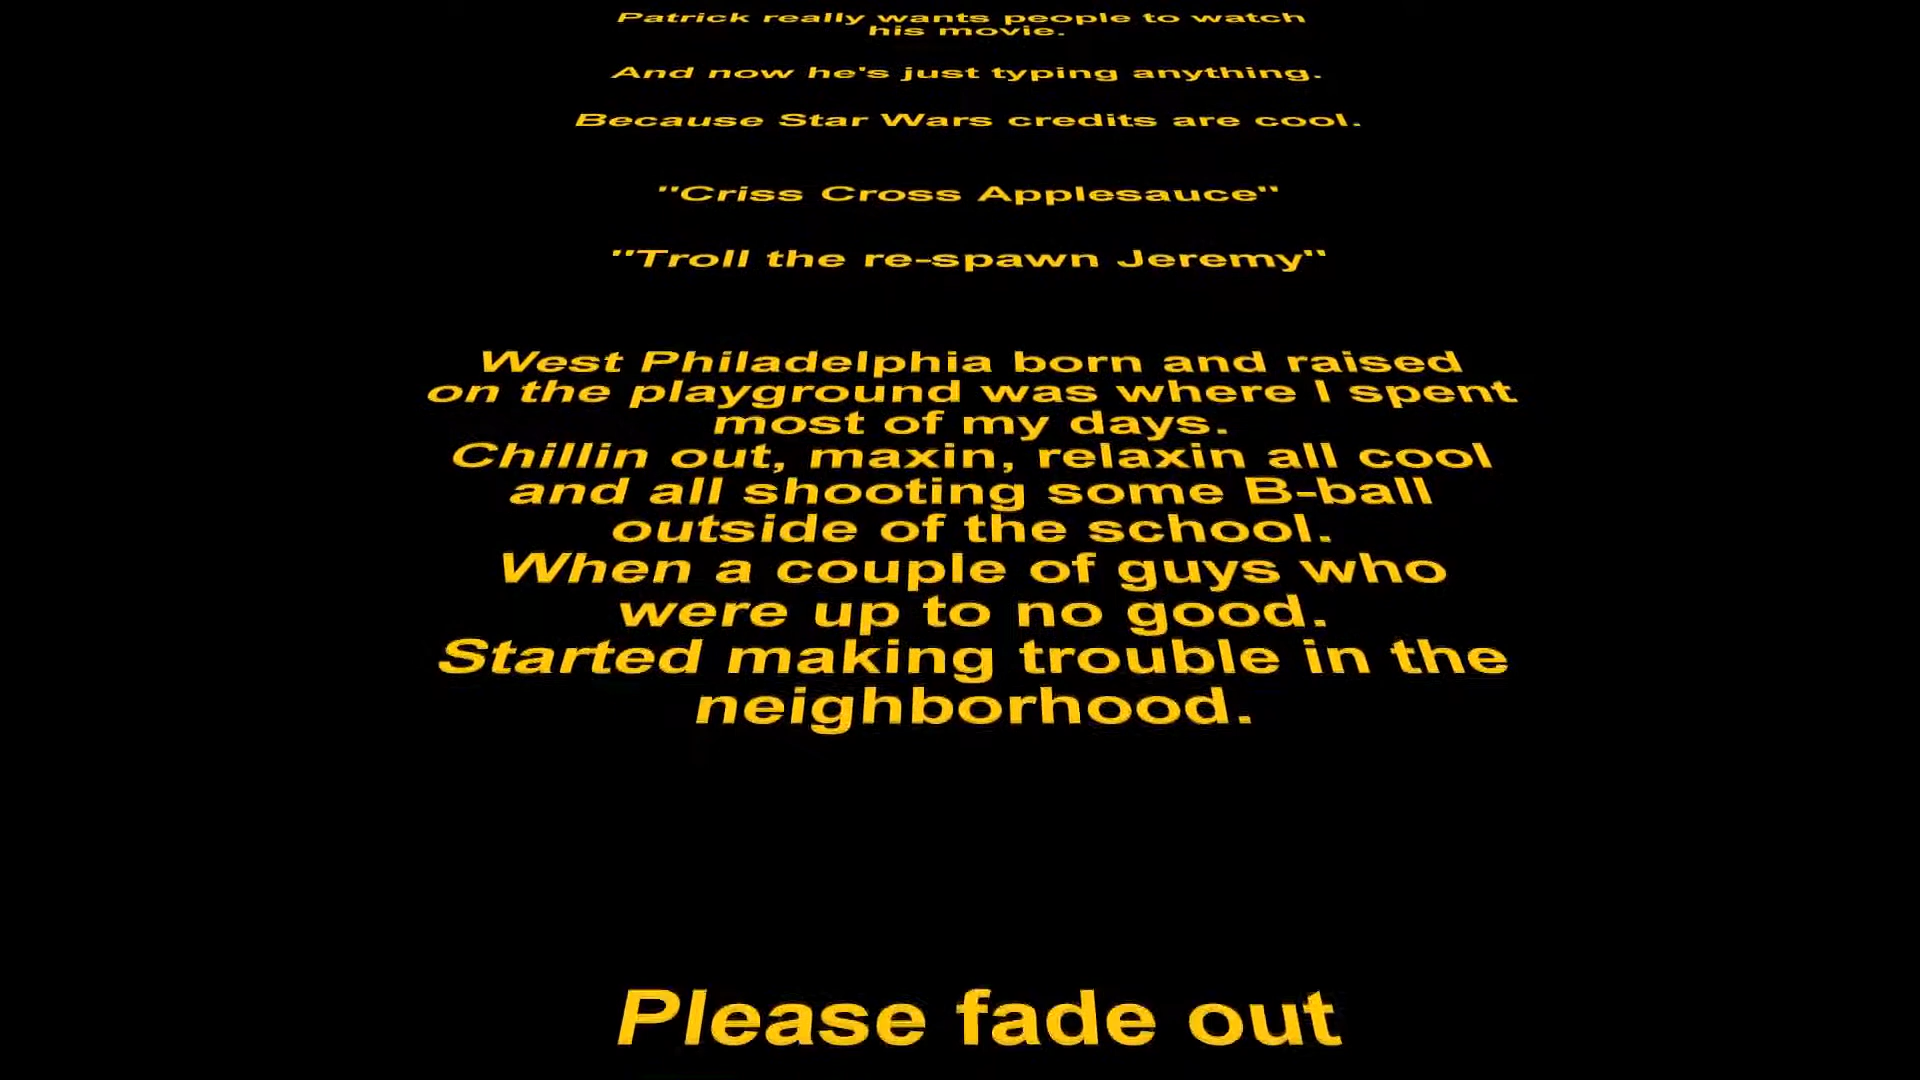 Patrick really wants people to watch
his movie.
And now he's just typing anything.
Because Star Wars credits are cool.
"Criss Cross Applesauce"
"Troll the re-spawn Jeremy"
West Philadelphia born and raised
on the playground was where I spent
most of my days.
Chillin out, maxin, relaxin all cool
and all shooting some B-ball
outside of the school.
When a couple of guys who
were up to no good.
Started making trouble in the
neighborhood.
Please fade out